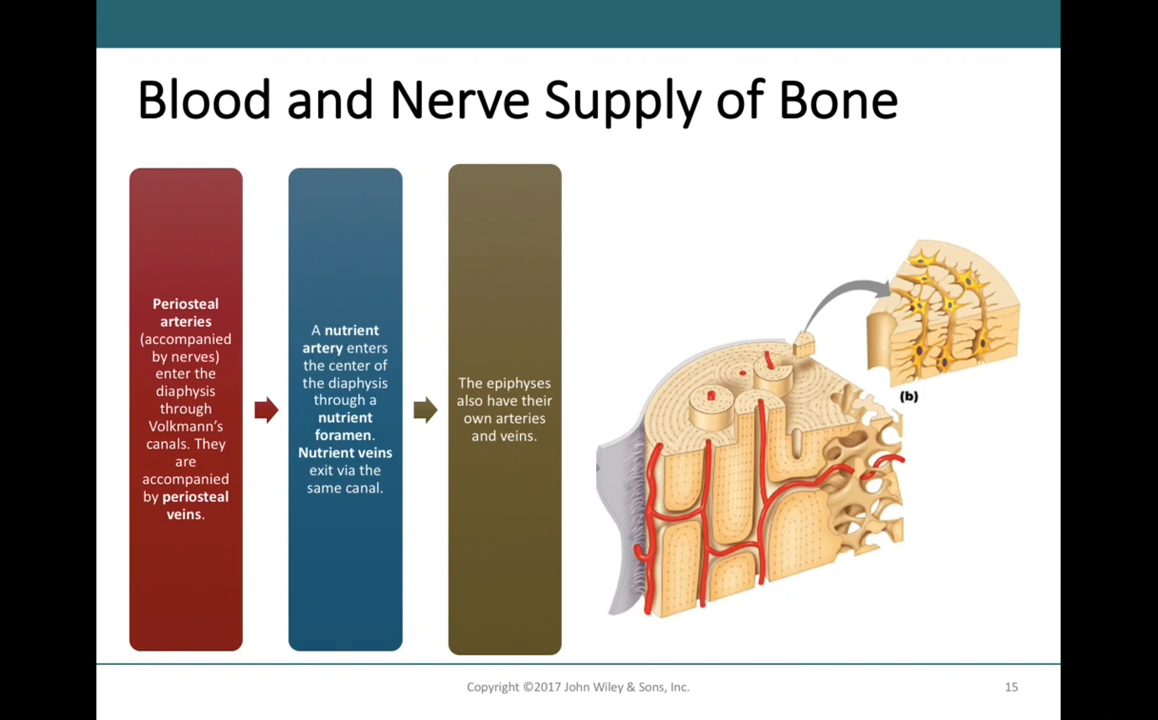 Blood and Nerve Supply of Bone
Periosteal
arteries
(accompanied
by nerves)
enter the
diaphysis
through
Volkmann's
canals. They
are
accompanied
by periosteal
veins.
A nutrient
artery enters
the center of
the diaphysis
through a
nutrient
foramen.
Nutrient veins
exit via the
same canal.
The epiphyses
also have their
own arteries
and veins.
(b)
Copyright ©2017 John Wiley & Sons, Inc.
15